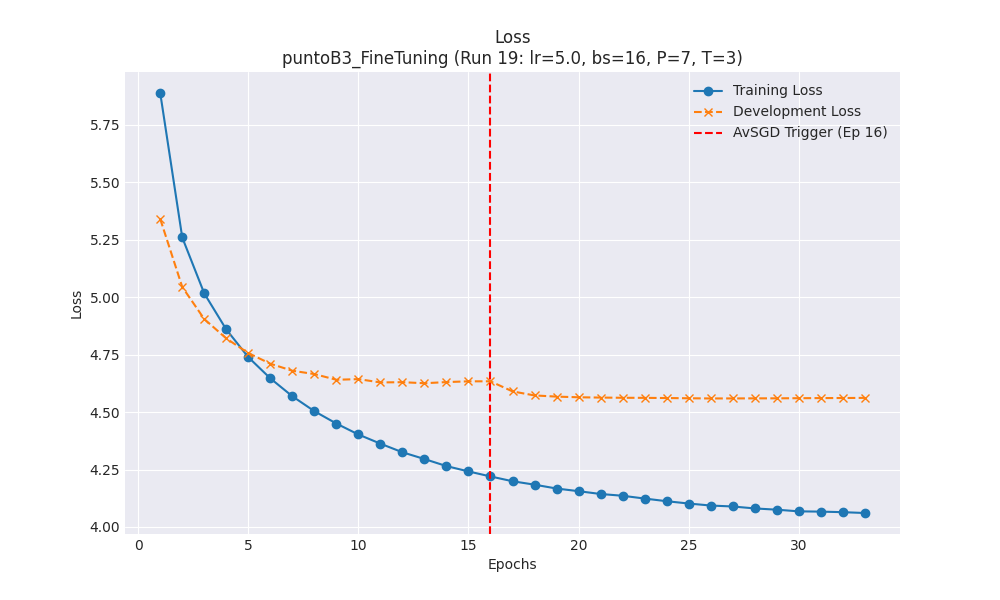 Loss
puntoB3_FineTuning (Run 19: lr=5.0, bs=16, P=7, T=3)
Training Loss
Development Loss
AvSGD Trigger (Ep 16)
Loss
5.75
5.50
5.25
5.00
4.75
4.50
4.25
4.00
0 5 10 15 20 25 30
Epochs